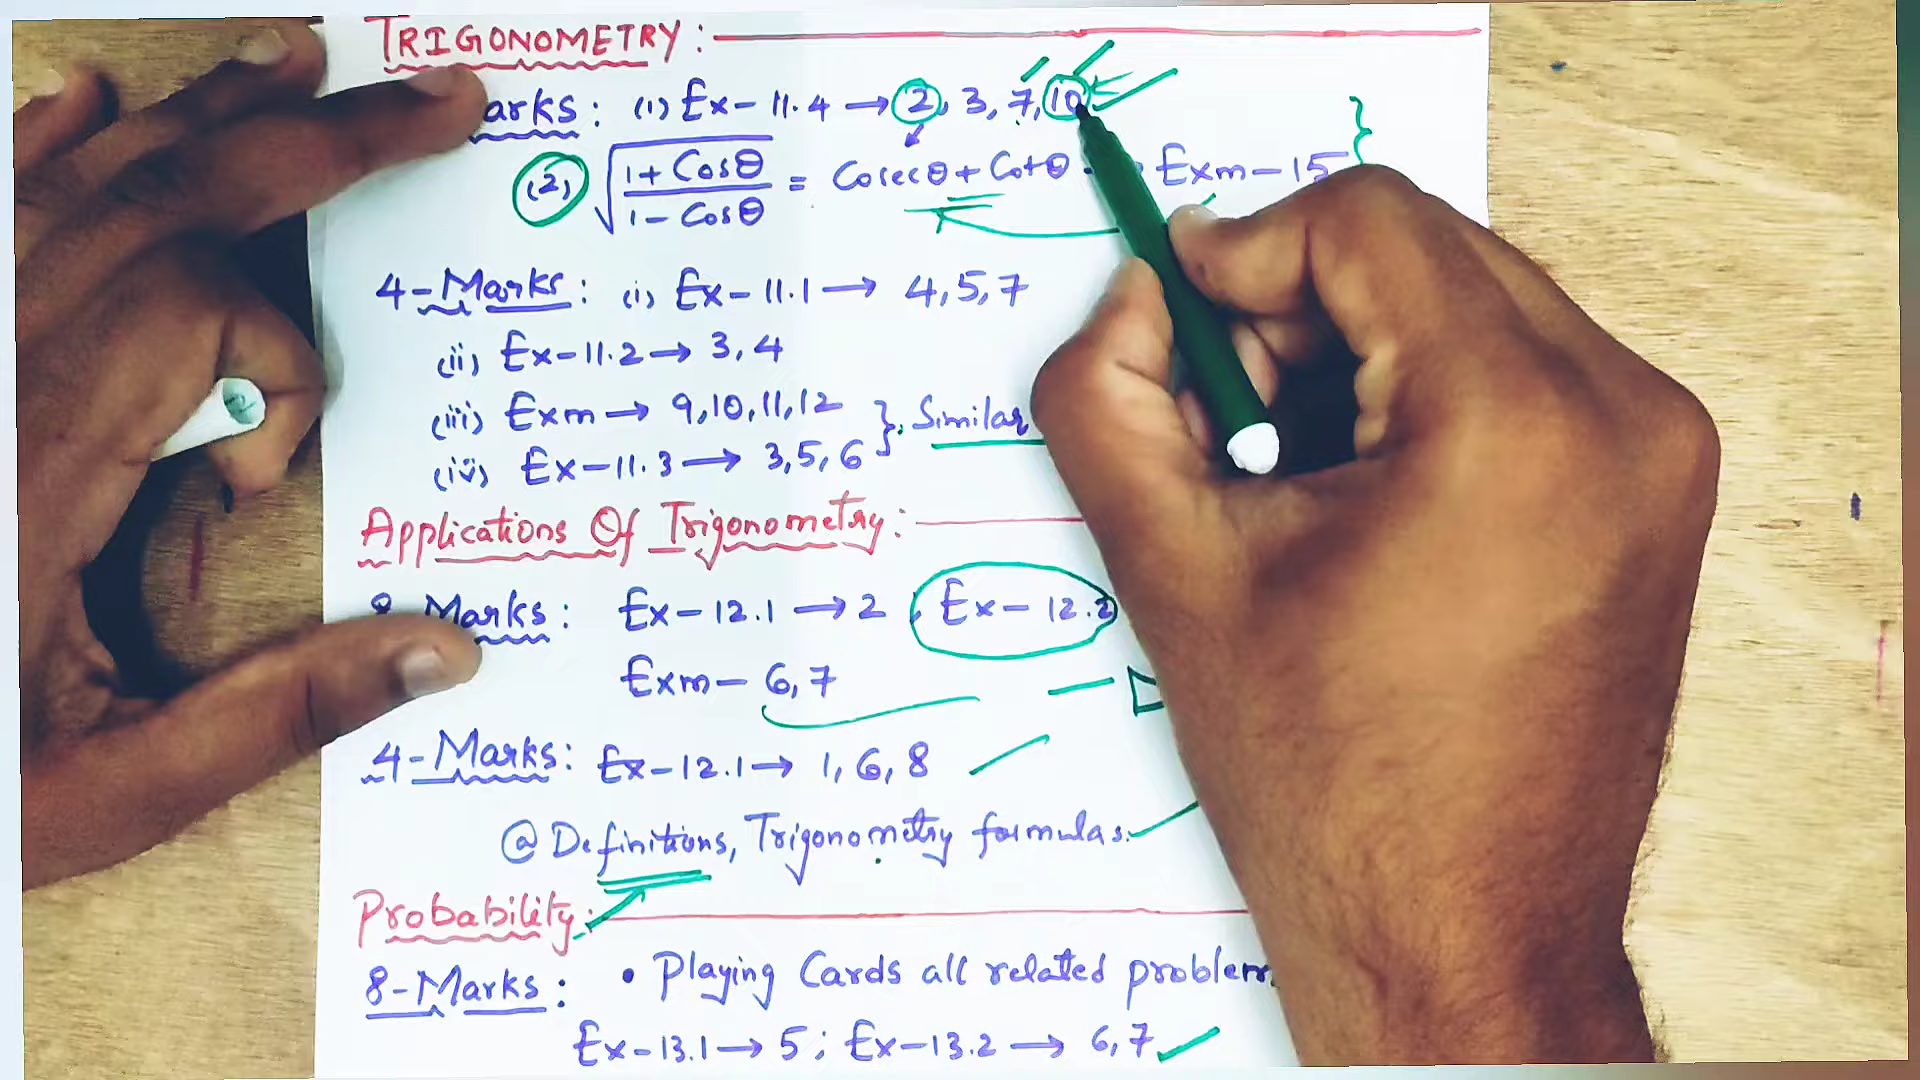 TRIGONOMETRY:
arks: (i) Ex-11.4 → 2, 3, 7, 10
(2) √(1+Cosθ / 1-Cosθ) = Cosecθ + Cotθ. Exm-15
4-Marks: (i) Ex-11.1 → 4,5,7
(ii) Ex-11.2 → 3,4
(iii) Exm → 9,10,11,12
}. Similar
(iv) Ex-11.3 → 3,5,6
Applications Of Trigonometry:
Marks: Ex-12.1 → 2, Ex-12.2
Exm-6,7
4-Marks: Ex-12.1 → 1,6,8
@ Definitions, Trigonometry formulas.
Probability:
8-Marks: • Playing Cards all related problem
Ex-13.1 → 5; Ex-13.2 → 6,7